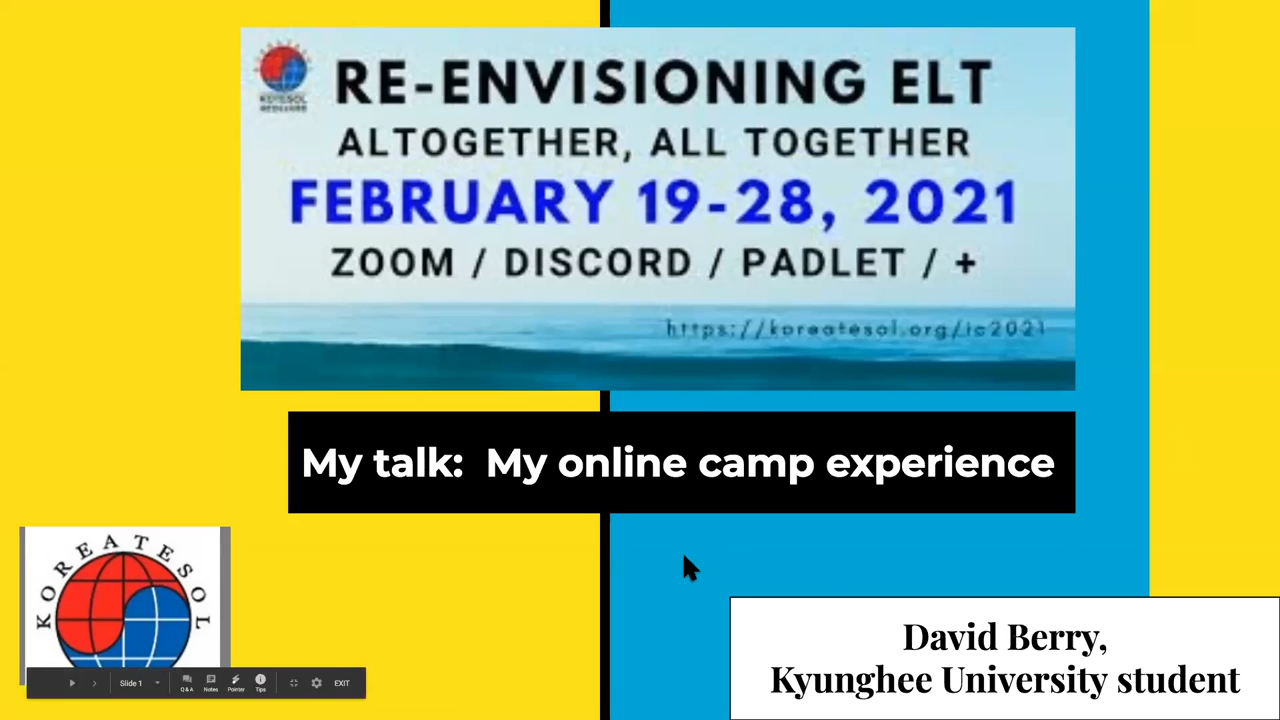 RE-ENVISIONING ELT
ALTOGETHER, ALL TOGETHER
FEBRUARY 19-28, 2021
ZOOM / DISCORD / PADLET / +
https://koreatesol.org/ic2021
My talk: My online camp experience
KOREATESOL
David Berry,
Kyunghee University student
Slide 1
Q&A
Notes
Pointer
Tips
EXIT